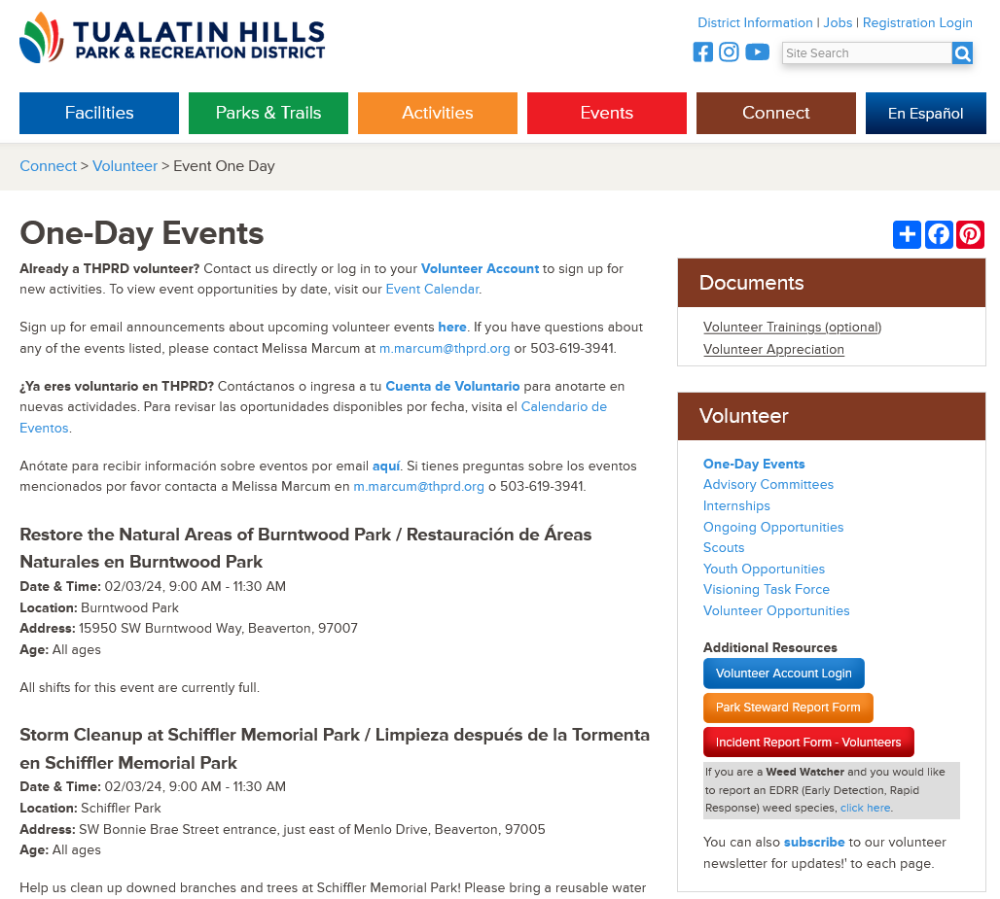 TUALATIN HILLS
PARK & RECREATION DISTRICT
District Information | Jobs | Registration Login
Site Search
Facilities
Parks & Trails
Activities
Events
Connect
En Español
Connect > Volunteer > Event One Day
One-Day Events
Already a THPRD volunteer? Contact us directly or log in to your Volunteer Account to sign up for
new activities. To view event opportunities by date, visit our Event Calendar.
Sign up for email announcements about upcoming volunteer events here. If you have questions about
any of the events listed, please contact Melissa Marcum at m.marcum@thprd.org or 503-619-3941.
¿Ya eres voluntario en THPRD? Contáctanos o ingresa a tu Cuenta de Voluntario para anotarte en
nuevas actividades. Para revisar las oportunidades disponibles por fecha, visita el Calendario de
Eventos.
Anótate para recibir información sobre eventos por email aquí. Si tienes preguntas sobre los eventos
mencionados por favor contacta a Melissa Marcum en m.marcum@thprd.org o 503-619-3941.
Restore the Natural Areas of Burntwood Park / Restauración de Áreas
Naturales en Burntwood Park
Date & Time: 02/03/24, 9:00 AM - 11:30 AM
Location: Burntwood Park
Address: 15950 SW Burntwood Way, Beaverton, 97007
Age: All ages
All shifts for this event are currently full.
Storm Cleanup at Schiffler Memorial Park / Limpieza después de la Tormenta
en Schiffler Memorial Park
Date & Time: 02/03/24, 9:00 AM - 11:30 AM
Location: Schiffler Park
Address: SW Bonnie Brae Street entrance, just east of Menlo Drive, Beaverton, 97005
Age: All ages
Help us clean up downed branches and trees at Schiffler Memorial Park! Please bring a reusable water
Documents
Volunteer Trainings (optional)
Volunteer Appreciation
Volunteer
One-Day Events
Advisory Committees
Internships
Ongoing Opportunities
Scouts
Youth Opportunities
Visioning Task Force
Volunteer Opportunities
Additional Resources
Volunteer Account Login
Park Steward Report Form
Incident Report Form - Volunteers
If you are a Weed Watcher and you would like
to report an EDRR (Early Detection, Rapid
Response) weed species, click here.
You can also subscribe to our volunteer
newsletter for updates!' to each page.